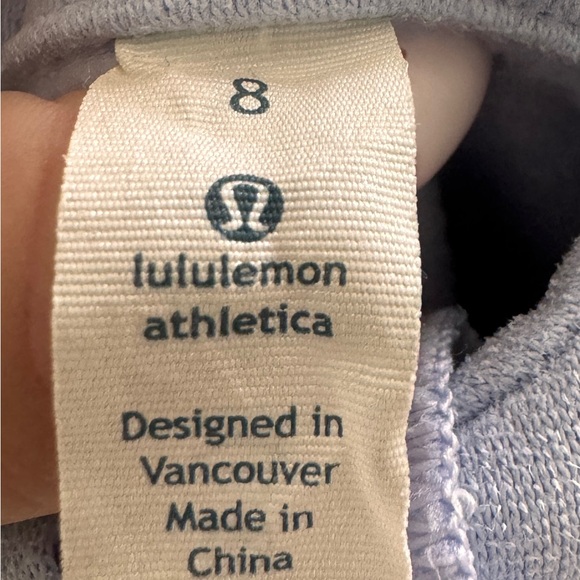 8
lululemon
athletica
Designed in
Vancouver
Made in
China